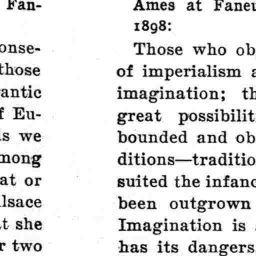 Fan-
onse-
those
antic
f Eu-
s we
mong
at or
lsace
t she
r two
Ames at Faneu
1898:
Those who ob
of imperialism a
imagination; th
great possibilit
bounded and ob
ditions—traditio
suited the infanc
been outgrown
Imagination is
has its dangers